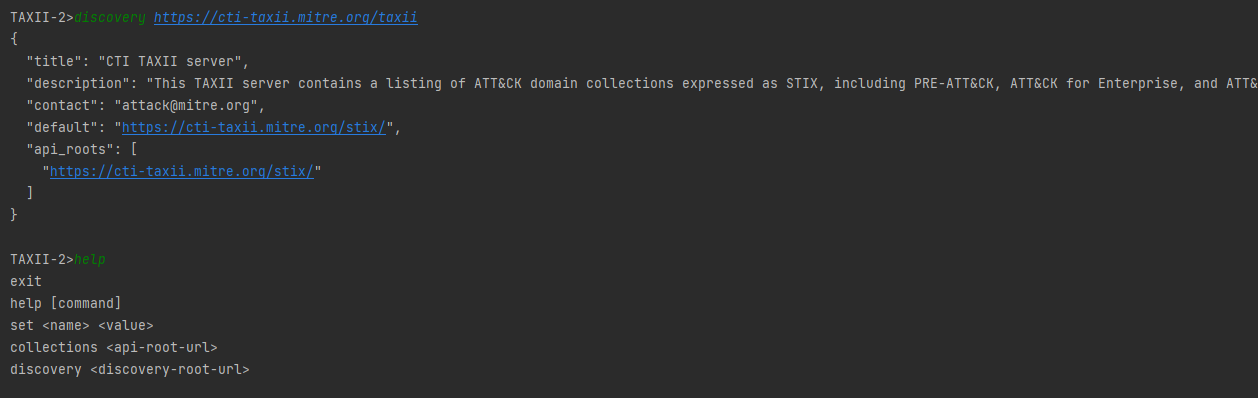 TAXII-2>discovery https://cti-taxii.mitre.org/taxii
{
  "title": "CTI TAXII server",
  "description": "This TAXII server contains a listing of ATT&CK domain collections expressed as STIX, including PRE-ATT&CK, ATT&CK for Enterprise, and ATT&
  "contact": "attack@mitre.org",
  "default": "https://cti-taxii.mitre.org/stix/",
  "api_roots": [
    "https://cti-taxii.mitre.org/stix/"
  ]
}
TAXII-2>help
exit
help [command]
set <name> <value>
collections <api-root-url>
discovery <discovery-root-url>